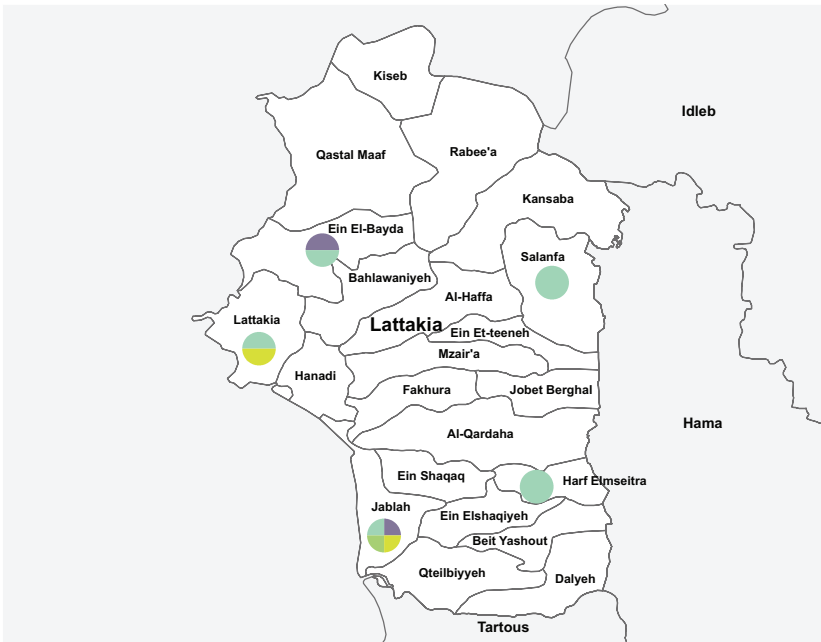 Kiseb
Idleb
Qastal Maaf
Rabee'a
Kansaba
Ein El-Bayda
Salanfa
Bahlawaniyeh
Al-Haffa
Lattakia
Lattakia
Ein Et-teeneh
Mzair'a
Hanadi
Fakhura
Jobet Berghal
Hama
Al-Qardaha
Ein Shaqaq
Harf Elmseitra
Jablah
Ein Elshaqiyeh
Beit Yashout
Qteilbiyyeh
Dalyeh
Tartous